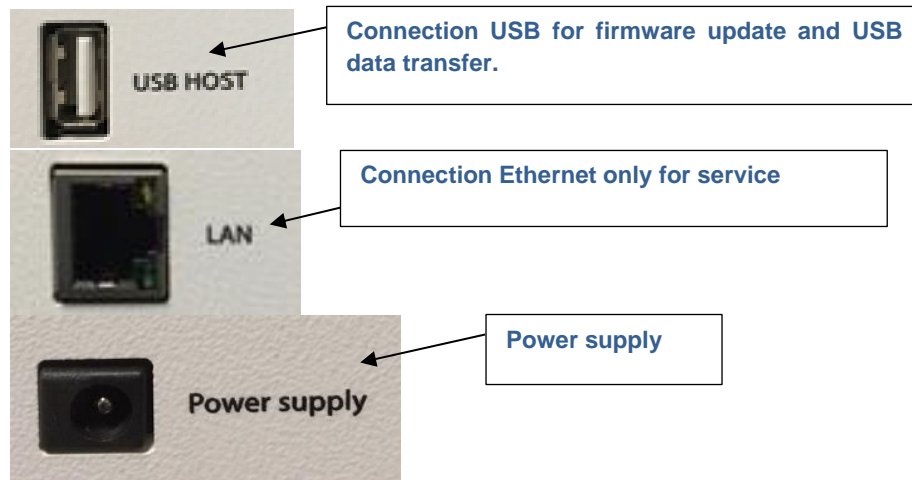 Connection USB for firmware update and USB
data transfer.
USB HOST
Connection Ethernet only for service
LAN
Power supply
Power supply